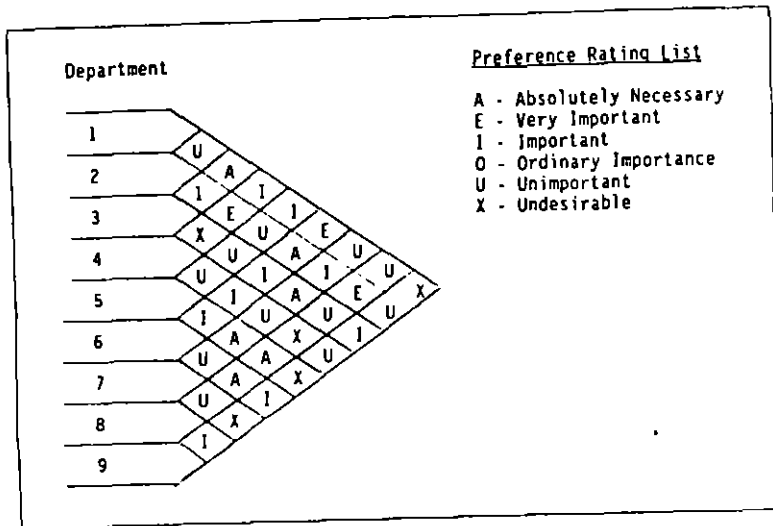 Department
1
2
3
4
5
6
7
8
9
U
A
I I
E I
X U E
U A U
U I I U
I A E X
I U U U
A X I
U A U
A X
U I
X
I
Preference Rating List
A - Absolutely Necessary
E - Very Important
I - Important
O - Ordinary Importance
U - Unimportant
X - Undesirable